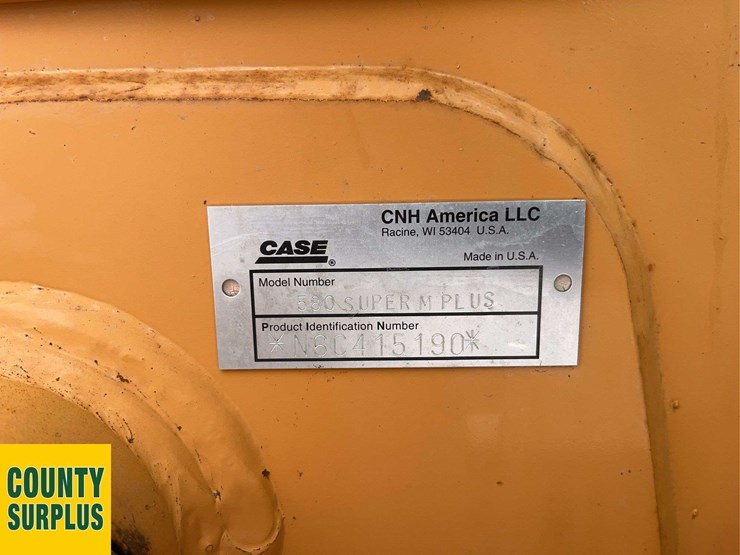 CNH America LLC
Racine, WI 53404 U.S.A.
CASE®
Made in U.S.A.
Model Number
580 SUPER M PLUS
Product Identification Number
*N8C415190*
COUNTY
SURPLUS